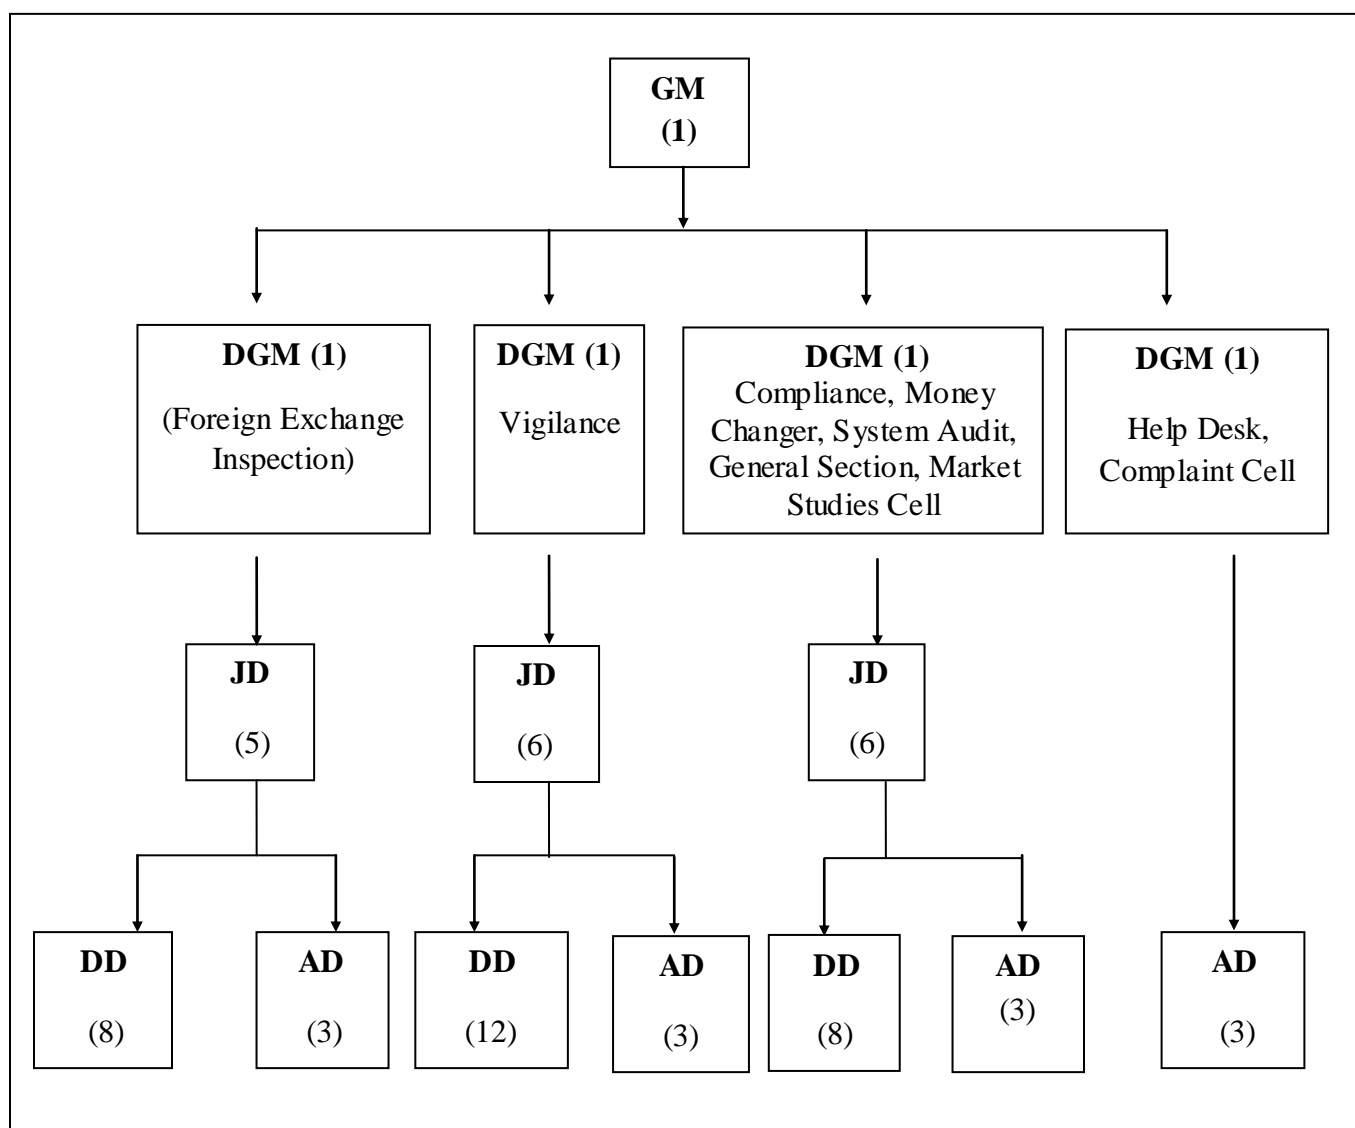 GM
(1)
DGM (1)
(Foreign Exchange
Inspection)
DGM (1)
Vigilance
DGM (1)
Compliance, Money
Changer, System Audit,
General Section, Market
Studies Cell
DGM (1)
Help Desk,
Complaint Cell
JD
(5)
JD
(6)
JD
(6)
DD
(8)
AD
(3)
DD
(12)
AD
(3)
DD
(8)
AD
(3)
AD
(3)